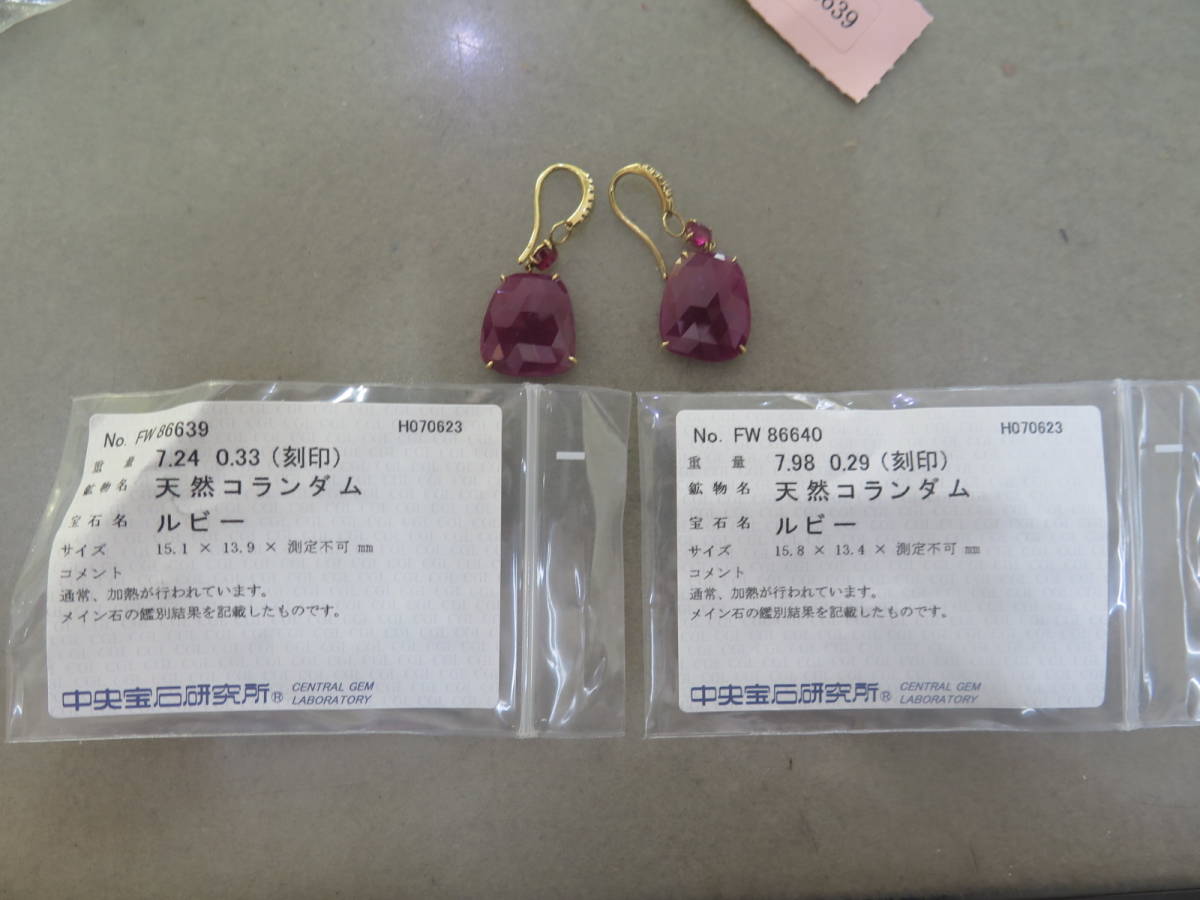 639
No. FW 86639 H070623
重量 7.24 0.33 (刻印)
鉱物名 天然コランダム
宝石名 ルビー
サイズ 15.1 × 13.9 × 測定不可 mm
コメント
通常、加熱が行われています。
メイン石の鑑別結果を記載したものです。
中央宝石研究所® CENTRAL GEM
LABORATORY
No. FW 86640 H070623
重量 7.98 0.29 (刻印)
鉱物名 天然コランダム
宝石名 ルビー
サイズ 15.8 × 13.4 × 測定不可 mm
コメント
通常、加熱が行われています。
メイン石の鑑別結果を記載したものです。
中央宝石研究所® CENTRAL GEM
LABORATORY